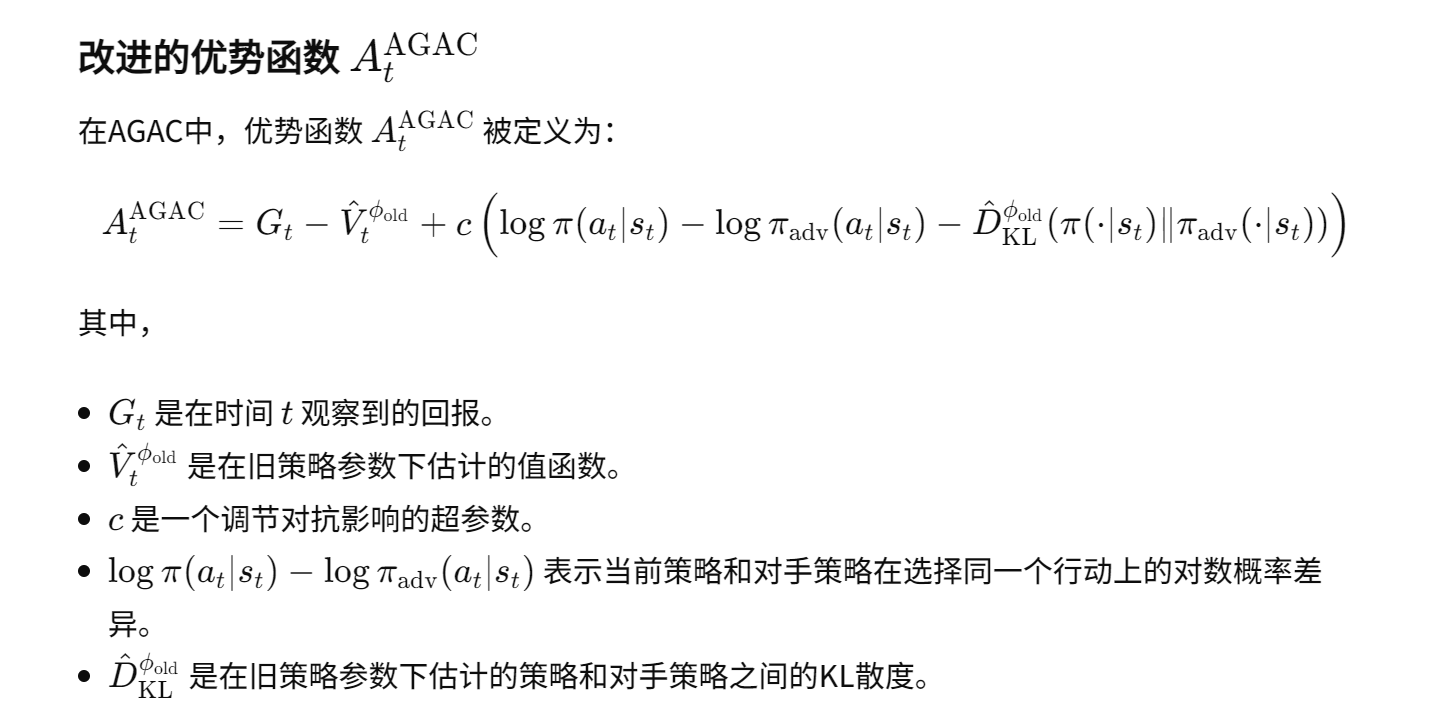 改进的优势函数 $A_t^{\mathrm{AGAC}}$
在AGAC中，优势函数 $A_t^{\mathrm{AGAC}}$ 被定义为：
$A_t^{\mathrm{AGAC}} = G_t - \hat{V}_t^{\phi_{\mathrm{old}}} + c\left(\log \pi(a_t|s_t) - \log \pi_{\mathrm{adv}}(a_t|s_t) - \hat{D}_{\mathrm{KL}}^{\phi_{\mathrm{old}}}(\pi(\cdot|s_t)\|\pi_{\mathrm{adv}}(\cdot|s_t))\right)$
其中，
• $G_t$ 是在时间 $t$ 观察到的回报。
• $\hat{V}_t^{\phi_{\mathrm{old}}}$ 是在旧策略参数下估计的值函数。
• $c$ 是一个调节对抗影响的超参数。
• $\log \pi(a_t|s_t) - \log \pi_{\mathrm{adv}}(a_t|s_t)$ 表示当前策略和对手策略在选择同一个行动上的对数概率差
异。
• $\hat{D}_{\mathrm{KL}}^{\phi_{\mathrm{old}}}$ 是在旧策略参数下估计的策略和对手策略之间的KL散度。